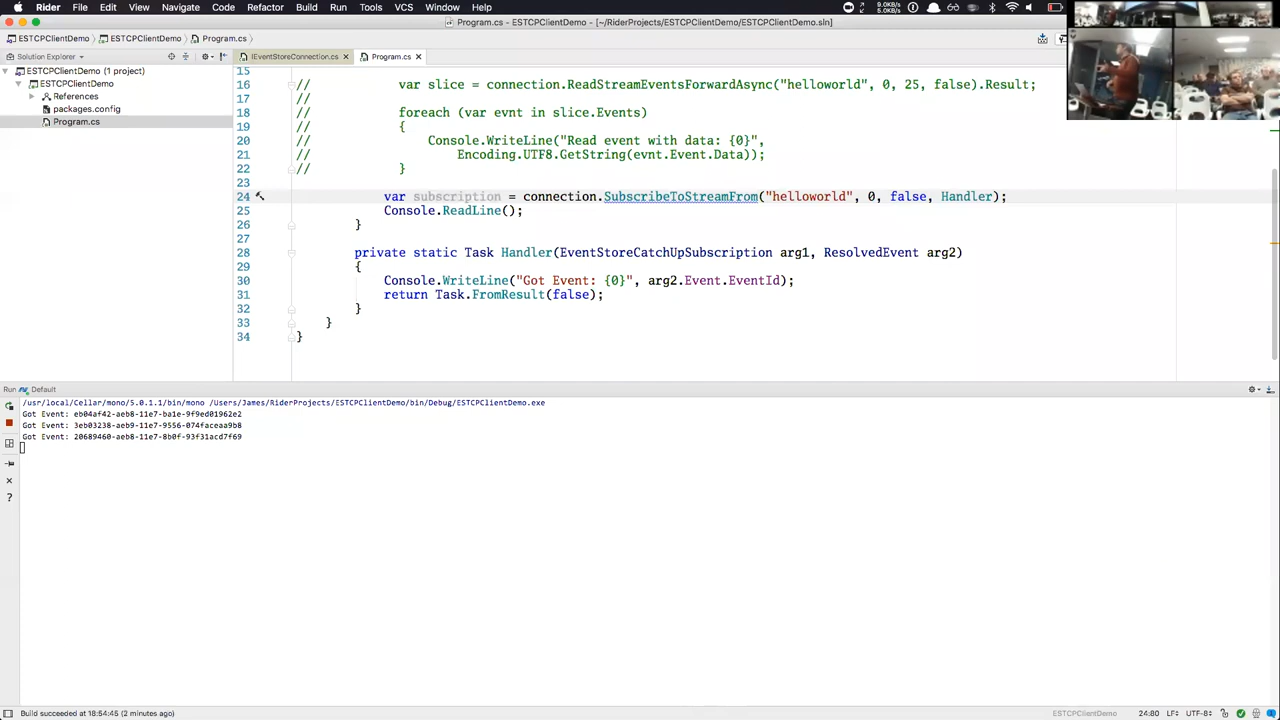 Rider File Edit View Navigate Code Refactor Build Run Tools VCS Window Help
9.0KB/s
Program.cs - ESTCPClientDemo - [~/RiderProjects/ESTCPClientDemo/ESTCPClientDemo.sln]
ESTCPClientDemo ESTCPClientDemo Program.cs
Solution Explorer
IEventStoreConnection.cs Program.cs
ESTCPClientDemo (1 project)
ESTCPClientDemo
References
packages.config
Program.cs
15
16 // var slice = connection.ReadStreamEventsForwardAsync("helloworld", 0, 25, false).Result;
17 //
18 // foreach (var evnt in slice.Events)
19 // {
20 // Console.WriteLine("Read event with data: {0}",
21 // Encoding.UTF8.GetString(evnt.Event.Data));
22 // }
23
24 var subscription = connection.SubscribeToStreamFrom("helloworld", 0, false, Handler);
25 Console.ReadLine();
26 }
27
28 private static Task Handler(EventStoreCatchUpSubscription arg1, ResolvedEvent arg2)
29 {
30 Console.WriteLine("Got Event: {0}", arg2.Event.EventId);
31 return Task.FromResult(false);
32 }
33 }
34 }
Run Default
/usr/local/Cellar/mono/5.0.1.1/bin/mono /Users/James/RiderProjects/ESTCPClientDemo/bin/Debug/ESTCPClientDemo.exe
Got Event: eb04af42-aeb8-11e7-ba1e-9f9ed01962e2
Got Event: 3eb03238-aeb9-11e7-9556-074faceaa9b8
Got Event: 20689460-aeb8-11e7-8b0f-93f31acd7f69
Build succeeded at 18:54:45 (2 minutes ago)
ESTCPClientDemo 24:80 LF UTF-8